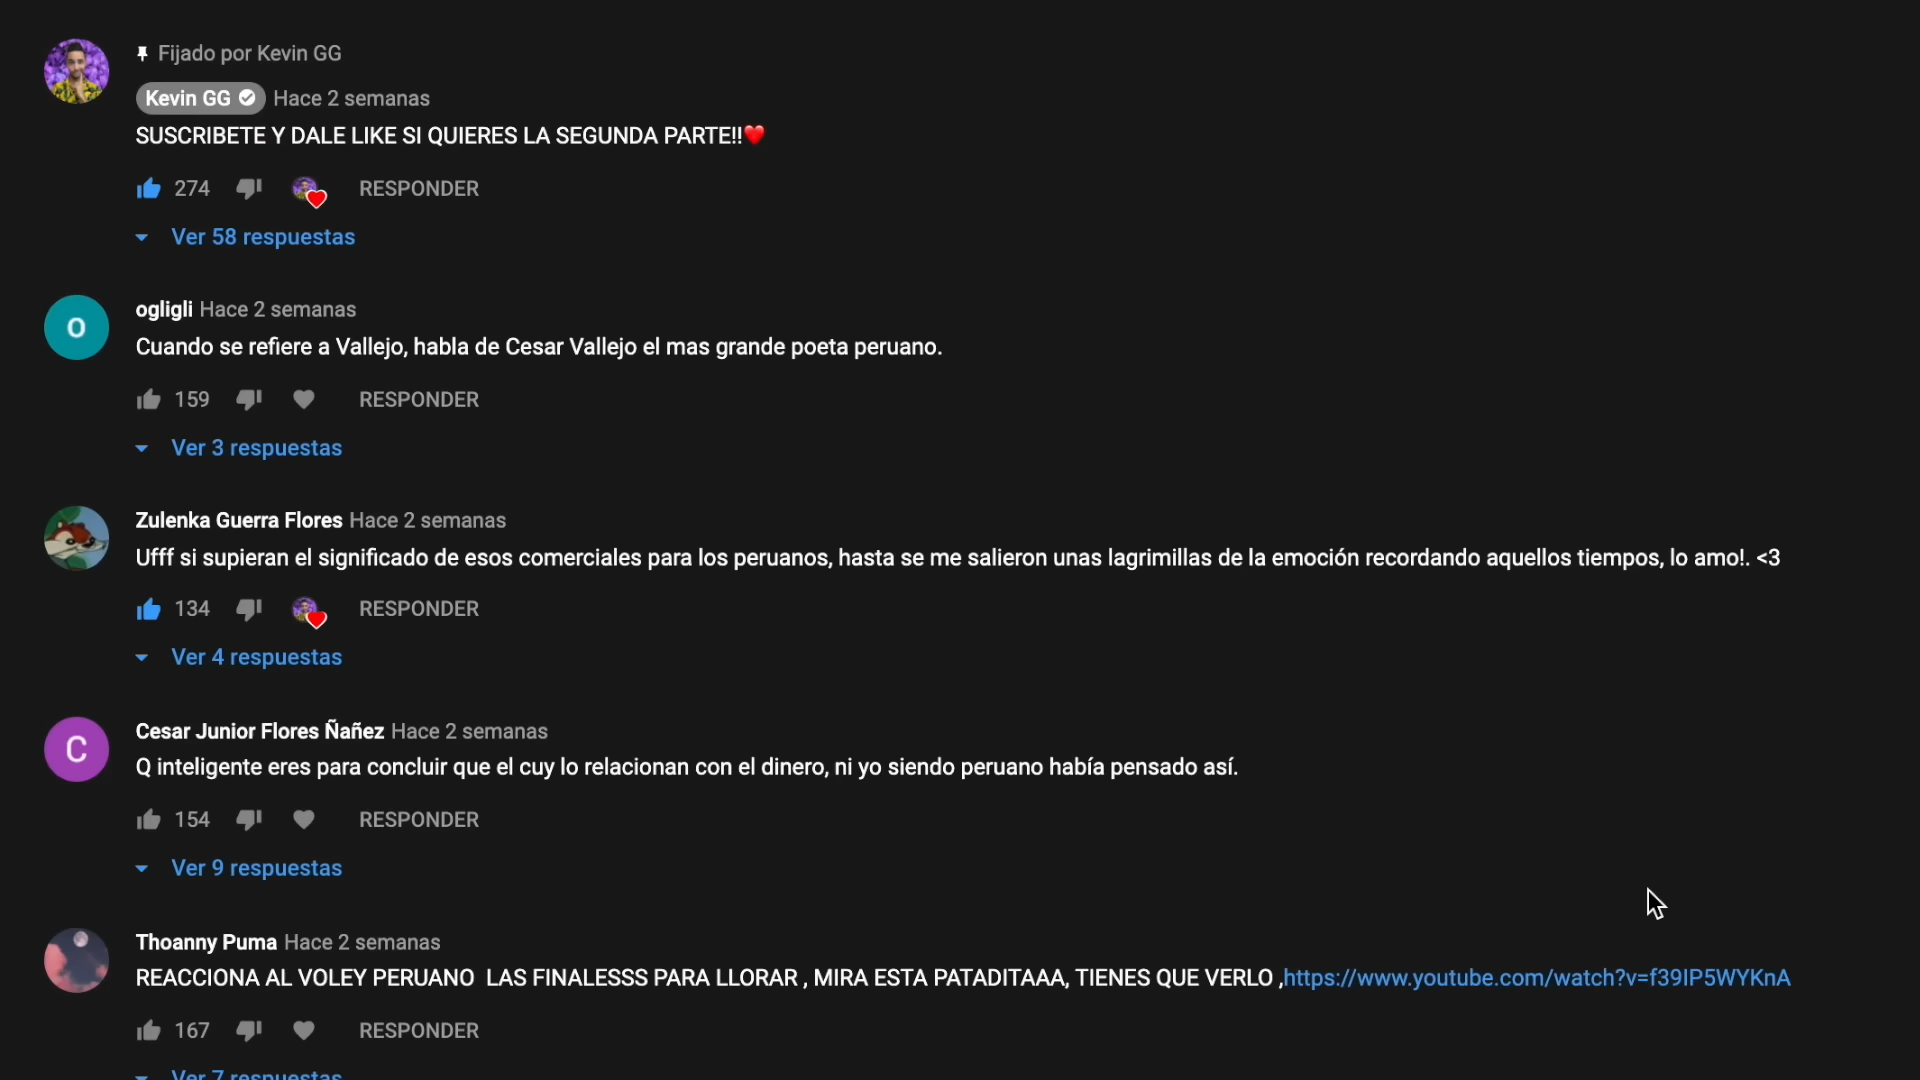 Fijado por Kevin GG
Kevin GG Hace 2 semanas
SUSCRIBETE Y DALE LIKE SI QUIERES LA SEGUNDA PARTE!!❤️
274 RESPONDER
Ver 58 respuestas
O
ogligli Hace 2 semanas
Cuando se refiere a Vallejo, habla de Cesar Vallejo el mas grande poeta peruano.
159 RESPONDER
Ver 3 respuestas
Zulenka Guerra Flores Hace 2 semanas
Ufff si supieran el significado de esos comerciales para los peruanos, hasta se me salieron unas lagrimillas de la emoción recordando aquellos tiempos, lo amo!. <3
134 RESPONDER
Ver 4 respuestas
C
Cesar Junior Flores Ñañez Hace 2 semanas
Q inteligente eres para concluir que el cuy lo relacionan con el dinero, ni yo siendo peruano había pensado así.
154 RESPONDER
Ver 9 respuestas
Thoanny Puma Hace 2 semanas
REACCIONA AL VOLEY PERUANO  LAS FINALESSS PARA LLORAR , MIRA ESTA PATADITAAA, TIENES QUE VERLO ,https://www.youtube.com/watch?v=f39IP5WYKnA
167 RESPONDER
Ver 7 respuestas